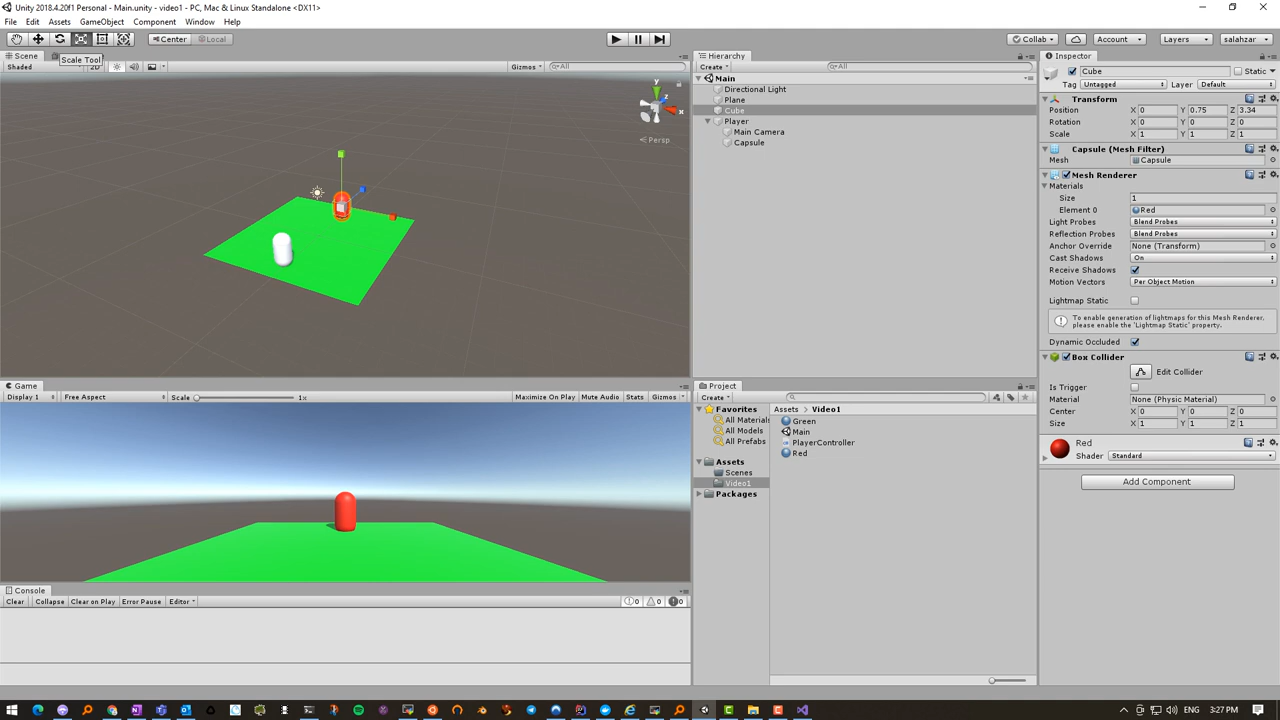 Unity 2018.4.20f1 Personal - Main.unity - video1 - PC, Mac & Linux Standalone <DX11>
File Edit Assets GameObject Component Window Help
Center Local Collab Account Layers salahzar
Scene
Scale Tool
Shaded 2D Gizmos All
y
x
z
Persp
Hierarchy
Create All
Main
Directional Light
Plane
Cube
Player
Main Camera
Capsule
Inspector
Cube Static
Tag Untagged Layer Default
Transform
Position X 0 Y 0.75 Z 3.34
Rotation X 0 Y 0 Z 0
Scale X 1 Y 1 Z 1
Capsule (Mesh Filter)
Mesh Capsule
Mesh Renderer
Materials
Size 1
Element 0 Red
Light Probes Blend Probes
Reflection Probes Blend Probes
Anchor Override None (Transform)
Cast Shadows On
Receive Shadows
Motion Vectors Per Object Motion
Lightmap Static
To enable generation of lightmaps for this Mesh Renderer,
please enable the 'Lightmap Static' property.
Dynamic Occluded
Box Collider
Edit Collider
Is Trigger
Material None (Physic Material)
Center X 0 Y 0 Z 0
Size X 1 Y 1 Z 1
Red
Shader Standard
Add Component
Game
Display 1 Free Aspect Scale 1x Maximize On Play Mute Audio Stats Gizmos
Project
Create
Favorites
All Materials
All Models
All Prefabs
Assets
Scenes
Video1
Packages
Assets Video1
Green
Main
PlayerController
Red
Console
Clear Collapse Clear on Play Error Pause Editor 0 0 0
ENG 3:27 PM